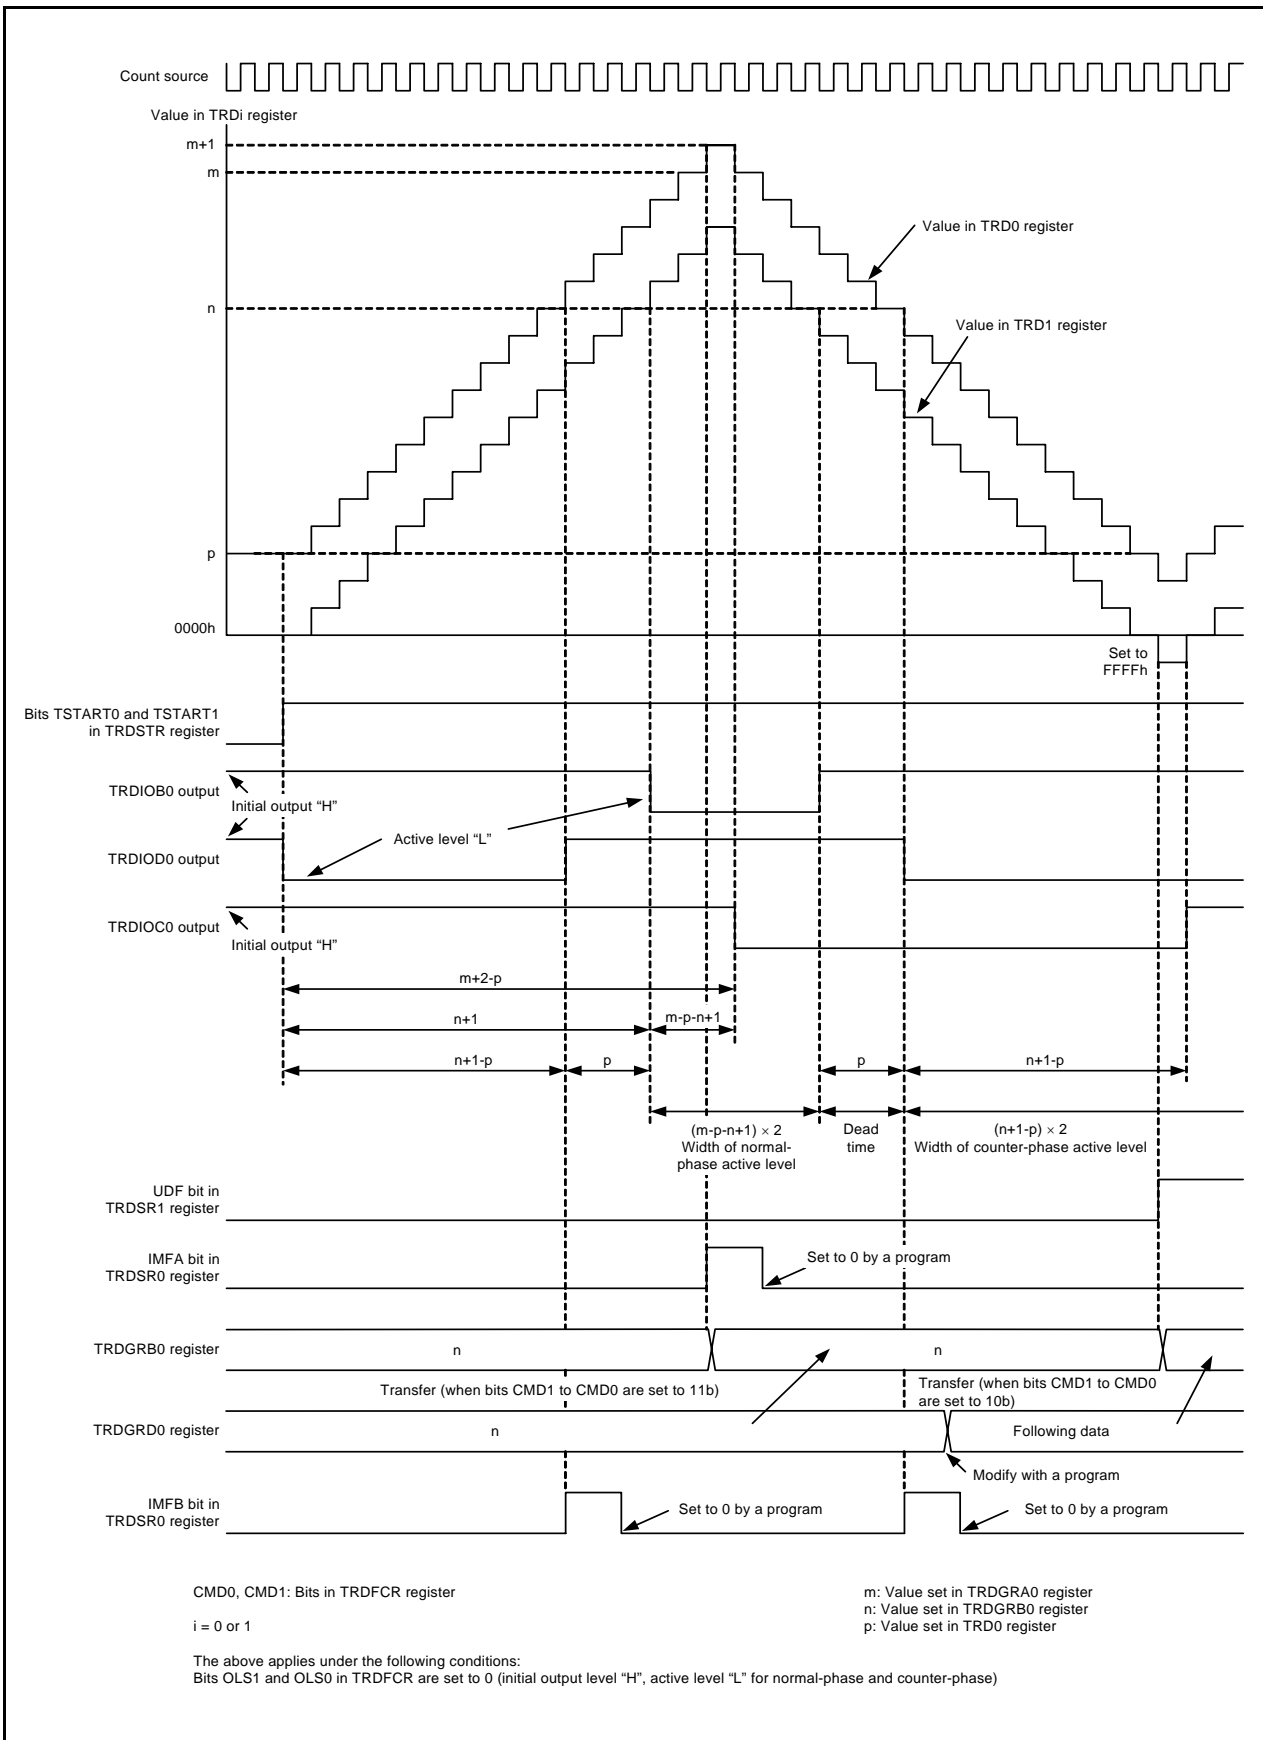 Count source
Value in TRDi register
m+1
m
Value in TRD0 register
n
Value in TRD1 register
p
0000h
Set to
FFFFh
Bits TSTART0 and TSTART1
in TRDSTR register
TRDIOB0 output
Initial output “H”
Active level “L”
TRDIOD0 output
TRDIOC0 output
Initial output “H”
m+2-p
n+1
m-p-n+1
n+1-p
p
p
n+1-p
(m-p-n+1) × 2
Width of normal-
phase active level
Dead
time
(n+1-p) × 2
Width of counter-phase active level
UDF bit in
TRDSR1 register
IMFA bit in
TRDSR0 register
Set to 0 by a program
TRDGRB0 register
n
n
Transfer (when bits CMD1 to CMD0 are set to 11b)
Transfer (when bits CMD1 to CMD0
are set to 10b)
TRDGRD0 register
n
Following data
Modify with a program
IMFB bit in
TRDSR0 register
Set to 0 by a program
Set to 0 by a program
CMD0, CMD1: Bits in TRDFCR register
i = 0 or 1
m: Value set in TRDGRA0 register
n: Value set in TRDGRB0 register
p: Value set in TRD0 register
The above applies under the following conditions:
Bits OLS1 and OLS0 in TRDFCR are set to 0 (initial output level “H”, active level “L” for normal-phase and counter-phase)